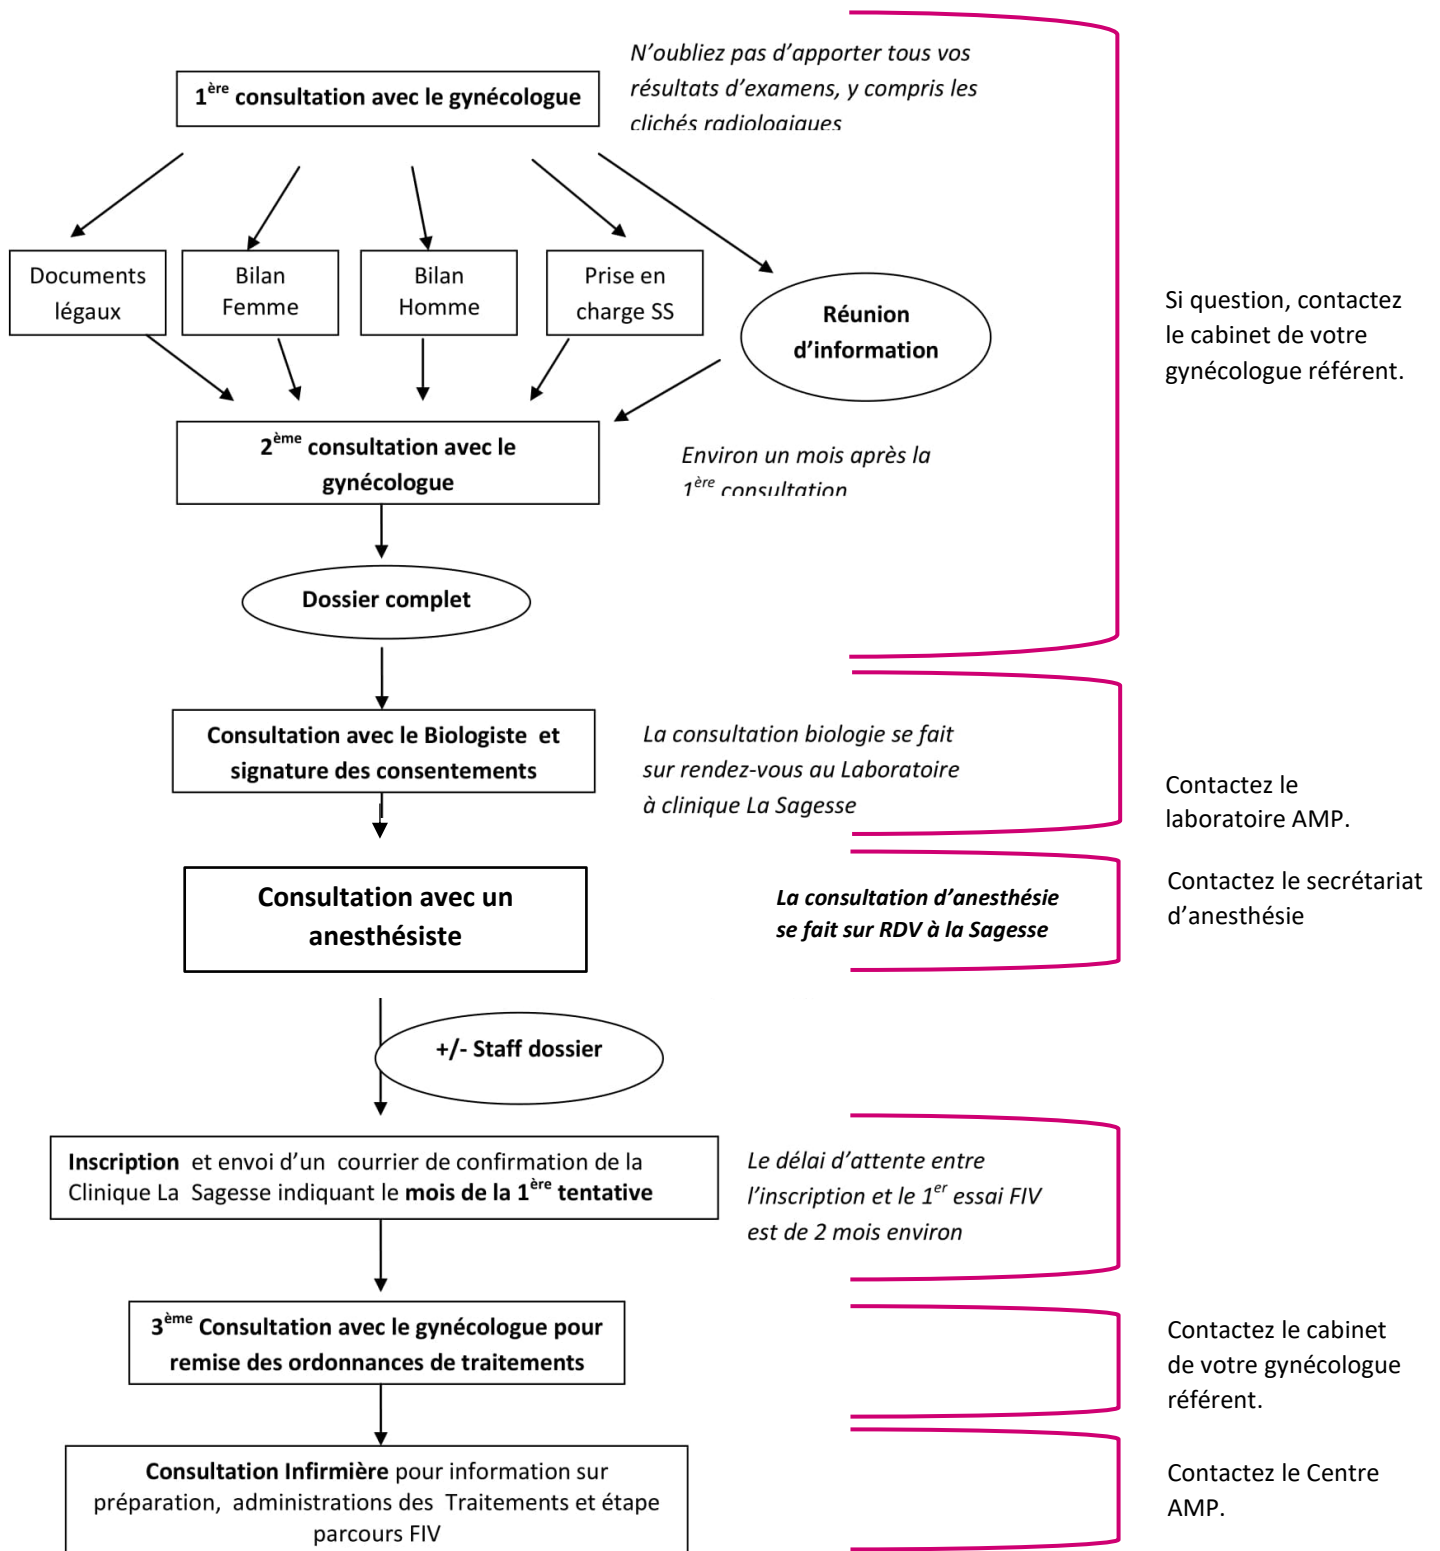 N’oubliez pas d’apporter tous vos
résultats d’examens, y compris les
clichés radiologiques
1ère consultation avec le gynécologue
Documents
légaux
Bilan
Femme
Bilan
Homme
Prise en
charge SS
Réunion
d’information
Si question, contactez
le cabinet de votre
gynécologue référent.
2ème consultation avec le
gynécologue
Environ un mois après la
1ère consultation
Dossier complet
Consultation avec le Biologiste et
signature des consentements
La consultation biologie se fait
sur rendez-vous au Laboratoire
à clinique La Sagesse
Contactez le
laboratoire AMP.
Consultation avec un
anesthésiste
La consultation d’anesthésie
se fait sur RDV à la Sagesse
Contactez le secrétariat
d’anesthésie
+/- Staff dossier
Inscription et envoi d’un courrier de confirmation de la
Clinique La Sagesse indiquant le mois de la 1ère tentative
Le délai d’attente entre
l’inscription et le 1er essai FIV
est de 2 mois environ
3ème Consultation avec le gynécologue pour
remise des ordonnances de traitements
Contactez le cabinet
de votre gynécologue
référent.
Consultation Infirmière pour information sur
préparation, administrations des Traitements et étape
parcours FIV
Contactez le Centre
AMP.